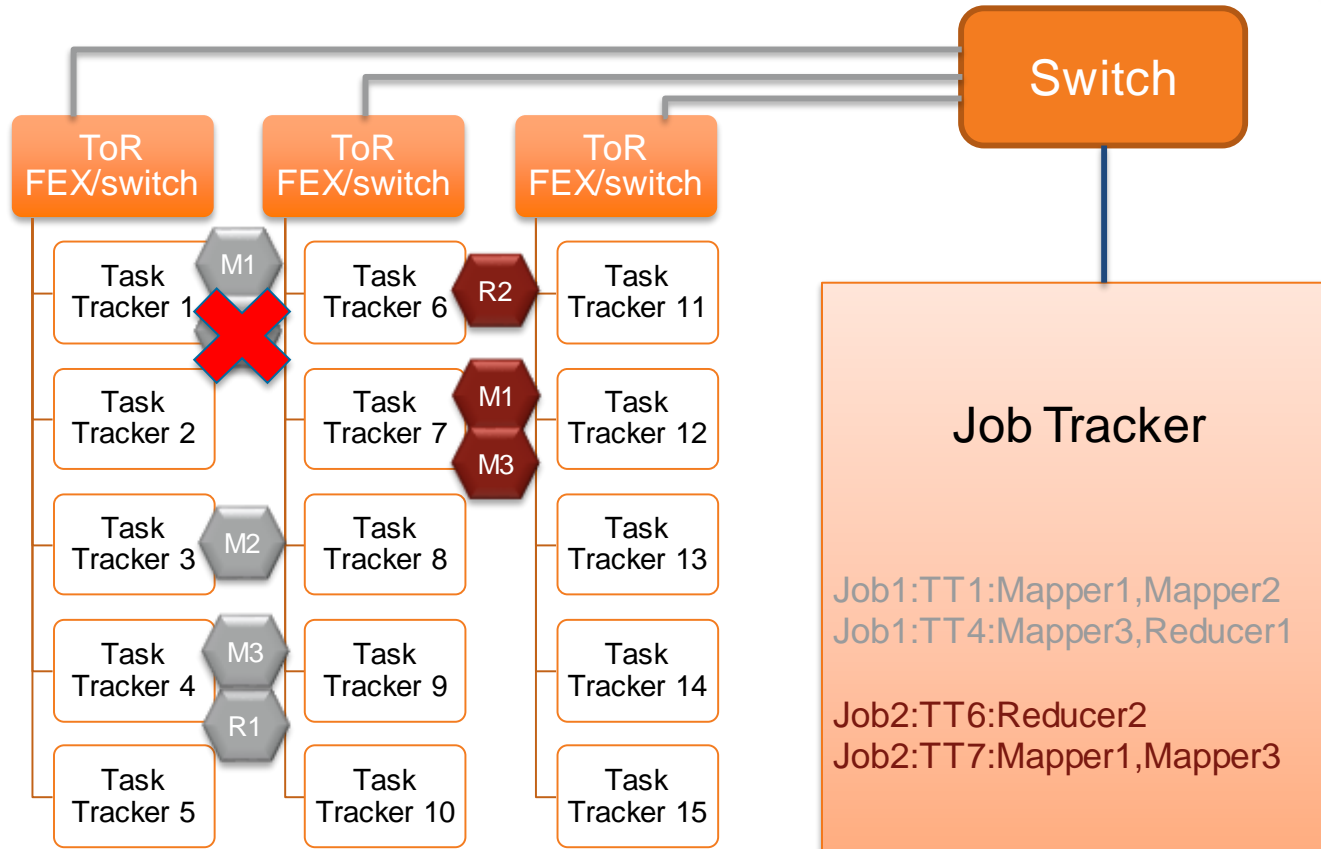 Switch
ToR
FEX/switch
ToR
FEX/switch
ToR
FEX/switch
Task
Tracker 1
M1
Task
Tracker 6
R2
Task
Tracker 11
Task
Tracker 2
Task
Tracker 7
M1
M3
Task
Tracker 12
Task
Tracker 3
M2
Task
Tracker 8
Task
Tracker 13
Task
Tracker 4
M3
R1
Task
Tracker 9
Task
Tracker 14
Task
Tracker 5
Task
Tracker 10
Task
Tracker 15
Job Tracker
Job1:TT1:Mapper1,Mapper2
Job1:TT4:Mapper3,Reducer1
Job2:TT6:Reducer2
Job2:TT7:Mapper1,Mapper3